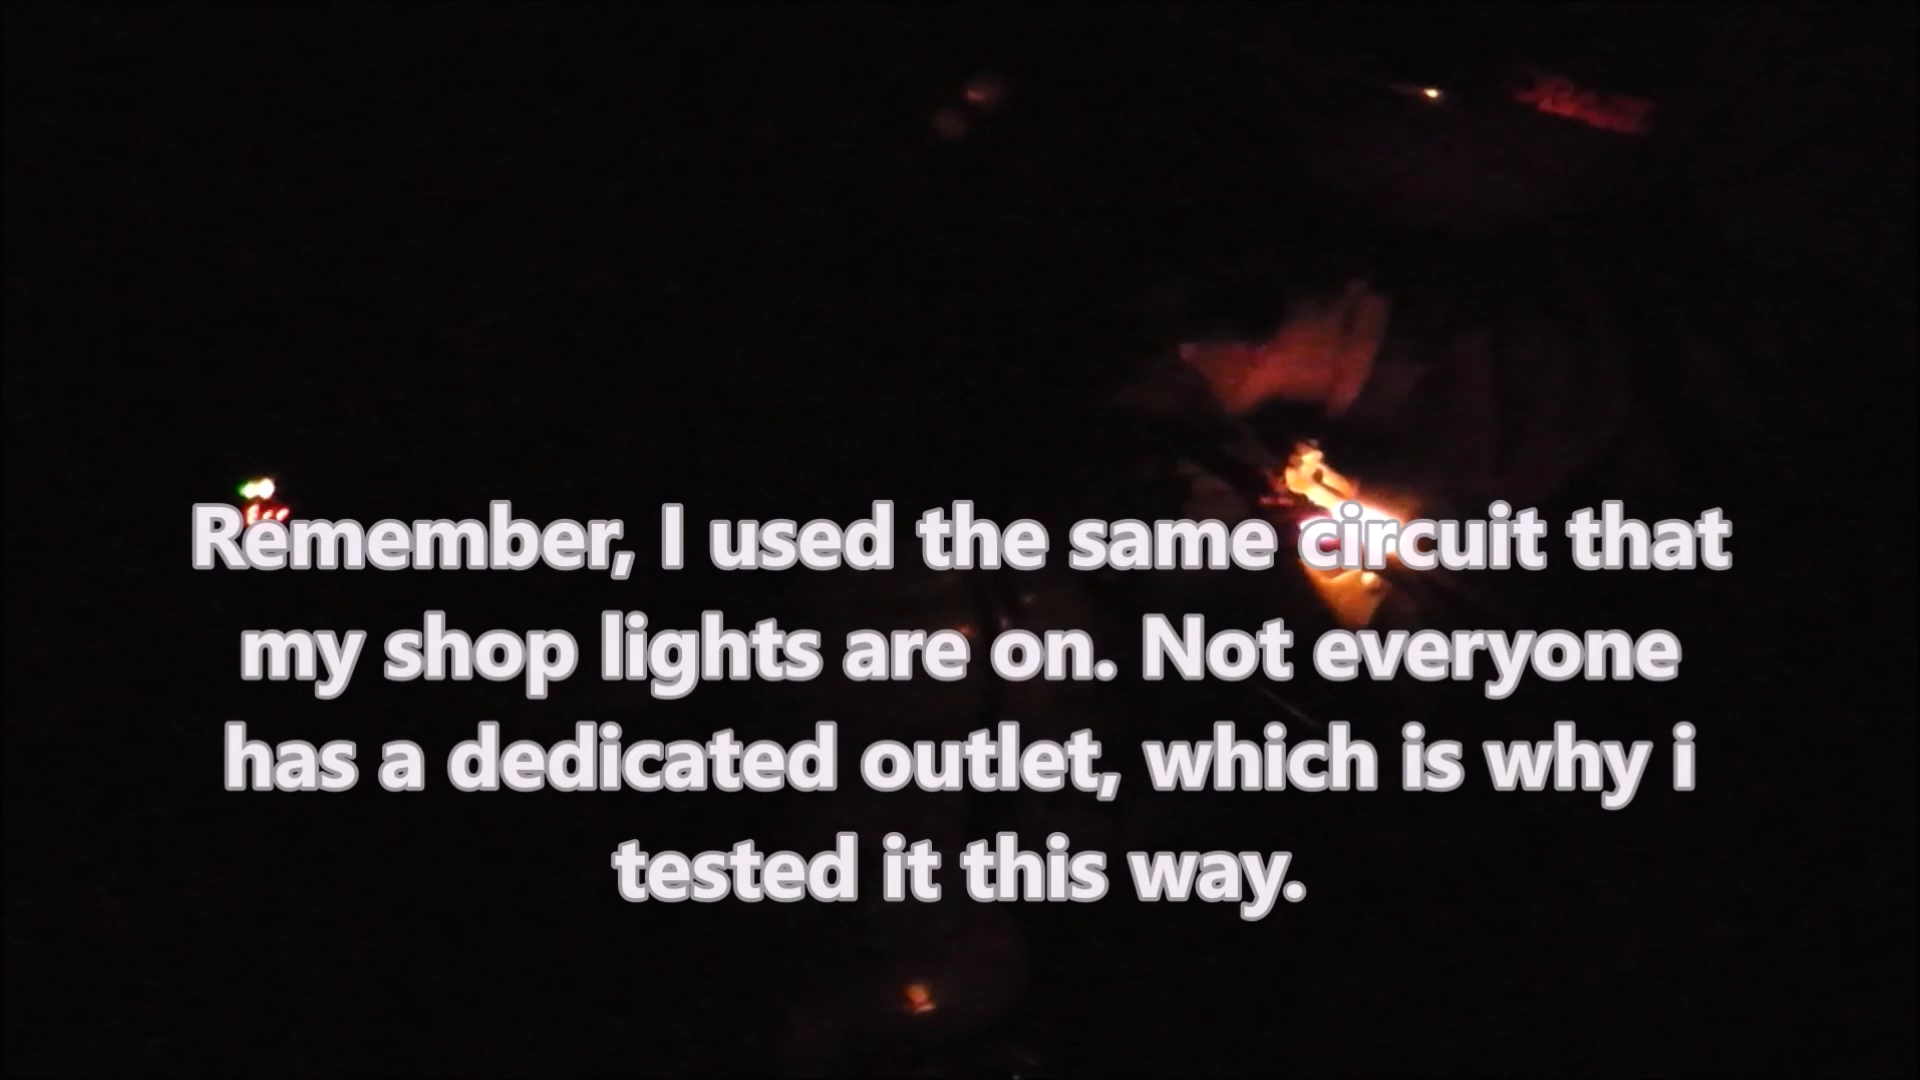 Remember, I used the same circuit that
my shop lights are on. Not everyone
has a dedicated outlet, which is why i
tested it this way.